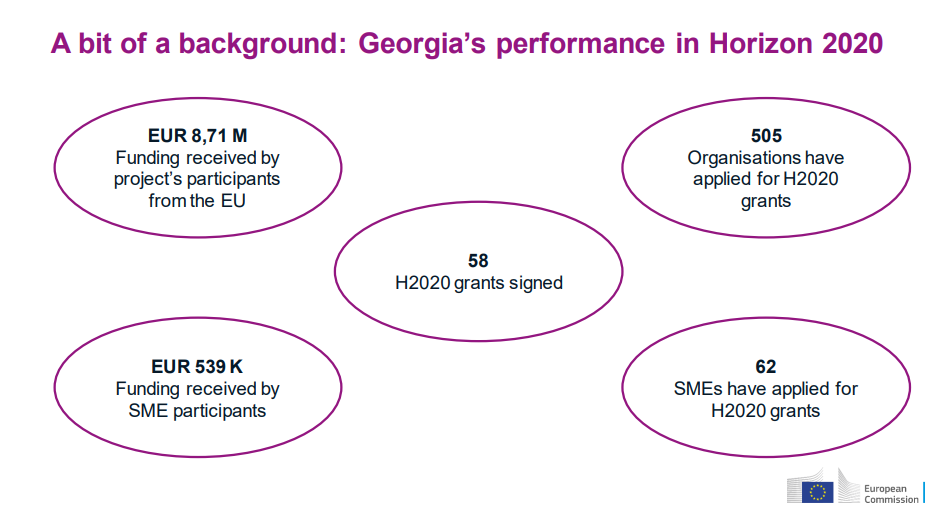 A bit of a background: Georgia's performance in Horizon 2020
EUR 8,71 M
Funding received by
project's participants
from the EU
505
Organisations have
applied for H2020
grants
58
H2020 grants signed
EUR 539 K
Funding received by
SME participants
62
SMEs have applied for
H2020 grants
European
Commission